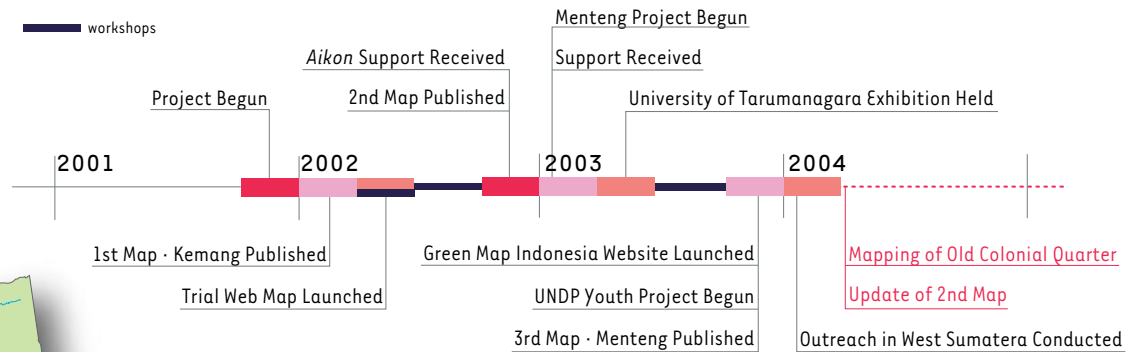 workshops
Menteng Project Begun
Aikon Support Received
Support Received
Project Begun
2nd Map Published
University of Tarumanagara Exhibition Held
2001
2002
2003
2004
1st Map · Kemang Published
Green Map Indonesia Website Launched
Mapping of Old Colonial Quarter
Trial Web Map Launched
UNDP Youth Project Begun
Update of 2nd Map
3rd Map · Menteng Published
Outreach in West Sumatera Conducted